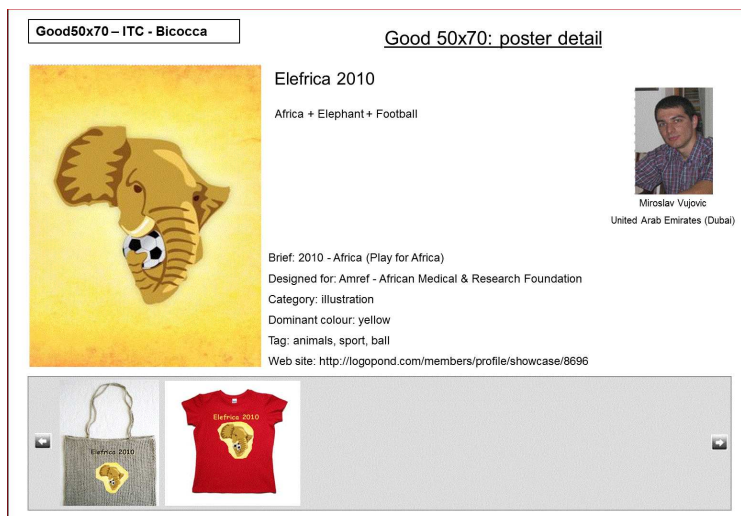 Good50x70 – ITC - Bicocca
Good 50x70: poster detail
Elefrica 2010
Africa + Elephant + Football
Miroslav Vujovic
United Arab Emirates (Dubai)
Brief: 2010 - Africa (Play for Africa)
Designed for: Amref - African Medical & Research Foundation
Category: illustration
Dominant colour: yellow
Tag: animals, sport, ball
Web site: http://logopond.com/members/profile/showcase/8696
Elefrica 2010
Elefrica 2010